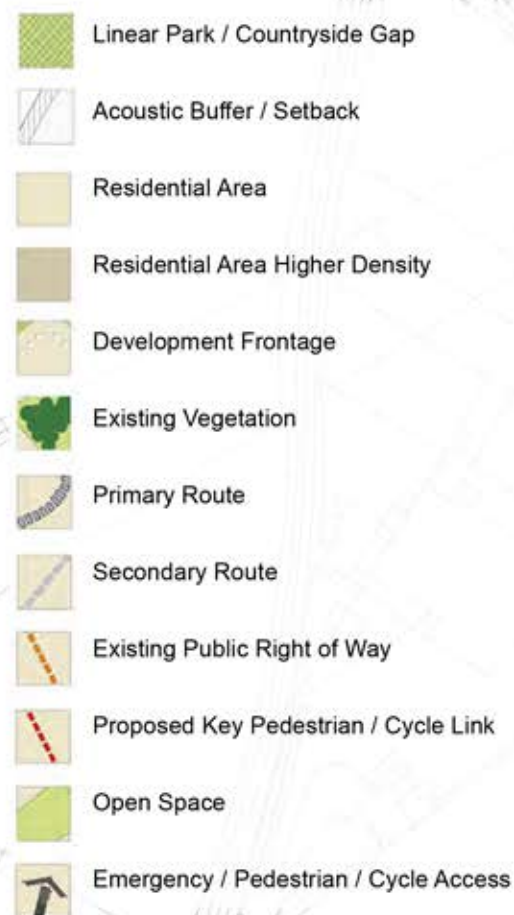 Linear Park / Countryside Gap
Acoustic Buffer / Setback
Residential Area
Residential Area Higher Density
Development Frontage
Existing Vegetation
Primary Route
Secondary Route
Existing Public Right of Way
Proposed Key Pedestrian / Cycle Link
Open Space
Emergency / Pedestrian / Cycle Access